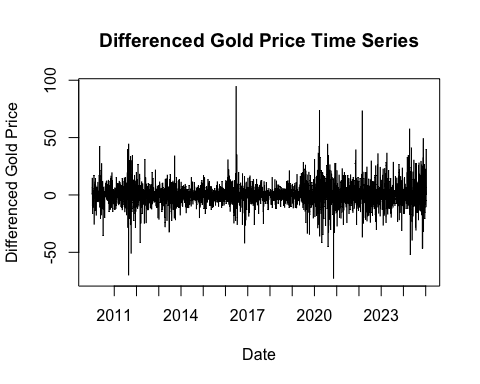 Differenced Gold Price Time Series
Differenced Gold Price
100
50
0
-50
2011 2014 2017 2020 2023
Date